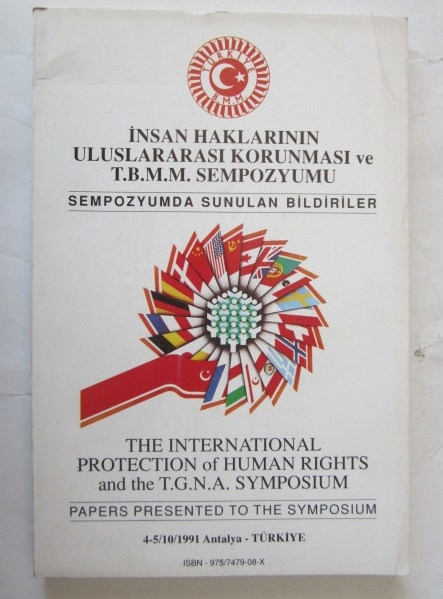 TÜRKİYE
B.M.M.
İNSAN HAKLARININ
ULUSLARARASI KORUNMASI ve
T.B.M.M. SEMPOZYUMU
SEMPOZYUMDA SUNULAN BİLDİRİLER
THE INTERNATIONAL
PROTECTION of HUMAN RIGHTS
and the T.G.N.A. SYMPOSIUM
PAPERS PRESENTED TO THE SYMPOSIUM
4-5/10/1991 Antalya - TÜRKİYE
ISBN - 975/7479-08-X